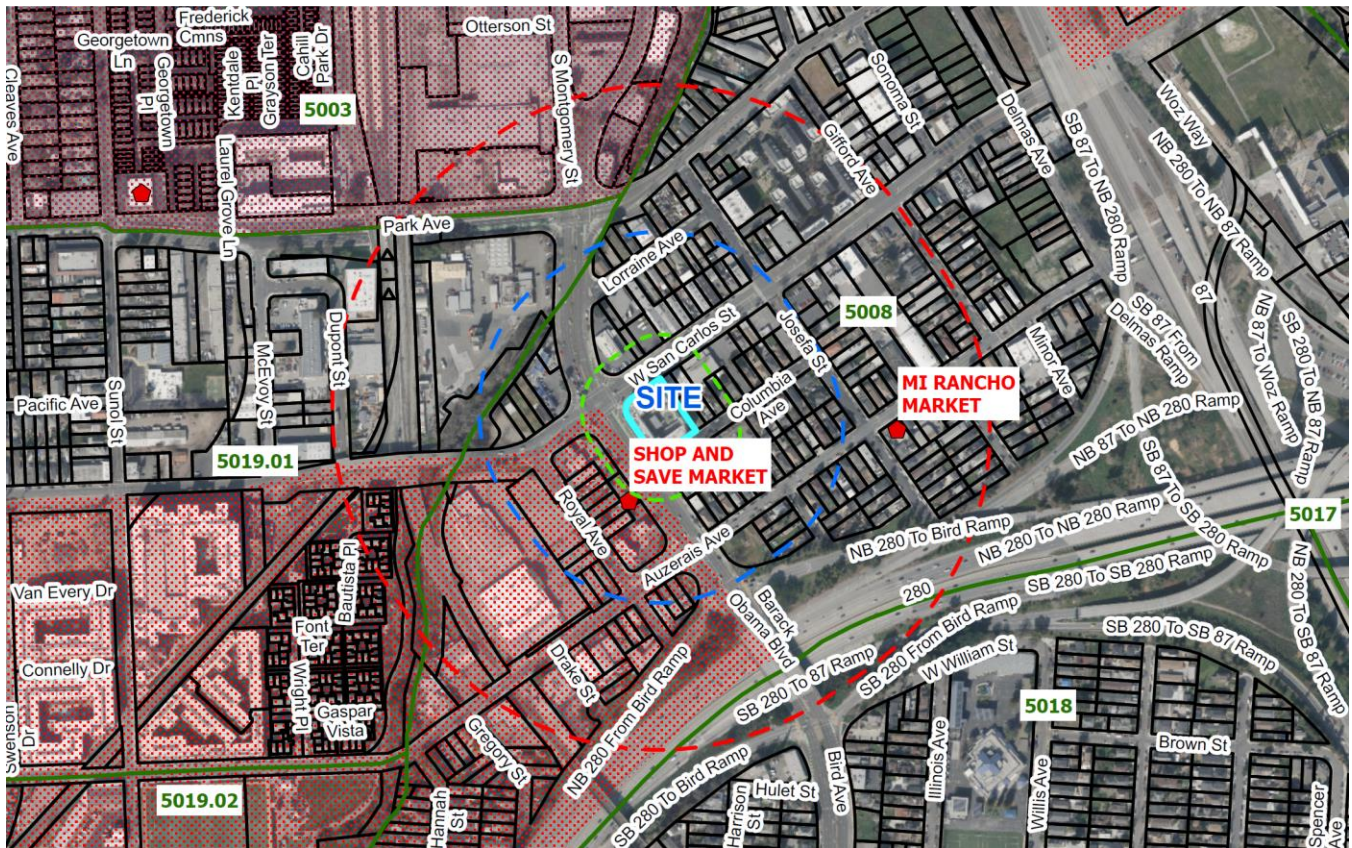 Frederick
Cmns
Georgetown
Ln
Georgetown
Pl
Kentdale
Pl
Grayson Ter
Cahill
Park Dr
Otterson St
S Montgomery St
Cleaves Ave
5003
Laurel Grove Ln
Park Ave
Sonoma St
Gifford Ave
Delmas Ave
Woz Way
SB 87 To NB 280 Ramp
NB 280 To NB 87 Ramp
87
NB 87 To Woz Ramp
SB 280 To NB 87 Ramp
SB 87 From
Delmas Ramp
Lorraine Ave
W San Carlos St
Josefa St
5008
Minor Ave
Dupont St
McEvoy St
Sunol St
Pacific Ave
5019.01
SITE
Columbia
Ave
MI RANCHO
MARKET
SHOP AND
SAVE MARKET
Royal Ave
Auzerais Ave
NB 87 To NB 280 Ramp
SB 87 To SB 280 Ramp
NB 280 To Bird Ramp
NB 280 To NB 280 Ramp
SB 280 To SB 280 Ramp
5017
NB 280 To SB 87 Ramp
280
Barack
Obama Blvd
SB 280 From Bird Ramp
SB 280 To 87 Ramp
SB 280 To SB 87 Ramp
W William St
Van Every Dr
Connelly Dr
Swenson
Dr
Bautista Pl
Font
Ter
Wright Pl
Gaspar
Vista
Drake St
Gregory St
NB 280 From Bird Ramp
5019.02
Hannah
St
SB 280 To Bird Ramp
Harrison
St
Hulet St
Bird Ave
Illinois Ave
5018
Willis Ave
Brown St
Spencer
Ave